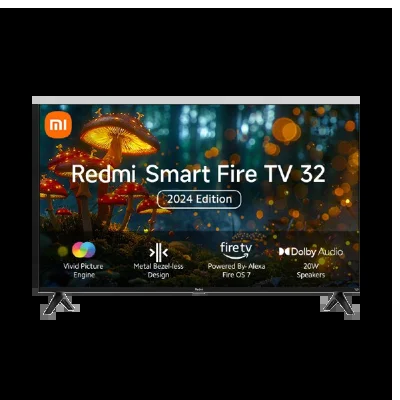 mi
Redmi Smart Fire TV 32
2024 Edition
Vivid Picture
Engine
Metal Bezel-less
Design
fire tv
Powered By- Alexa
Fire OS 7
Dolby Audio
20W
Speakers
Redmi